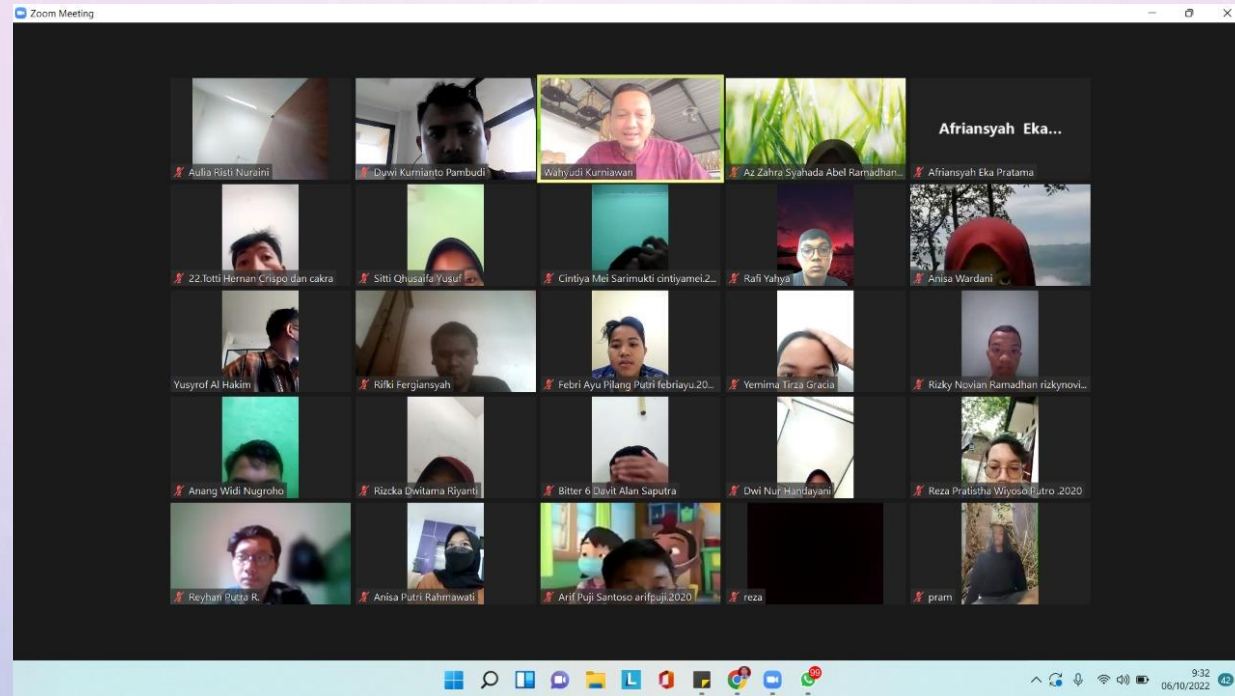 Zoom Meeting
Aulia Risti Nuraini
Duwi Kurnianto Pambudi
Wahyudi Kurniawan
Az Zahra Syahada Abel Ramadhan...
Afriansyah Eka...
Afriansyah Eka Pratama
22.Totti Hernan Crispo dan cakra
Sitti Qhusaifa Yusuf
Cintiya Mei Sarimukti cintiyamei.2...
Rafi Yahya
Anisa Wardani
Yusyrof Al Hakim
Rifki Fergiansyah
Febri Ayu Pilang Putri febriayu.20...
Yemima Tirza Gracia
Rizky Novian Ramadhan rizkynovi...
Anang Widi Nugroho
Rizcka Dwitama Riyanti
Bitter 6 Davit Alan Saputra
Dwi Nur Handayani
Reza Pratistha Wiyoso Putro .2020
Reyhan Putra R.
Anisa Putri Rahmawati
Arif Puji Santoso arifpuji.2020
reza
pram
L
99
9:32
06/10/2022
42